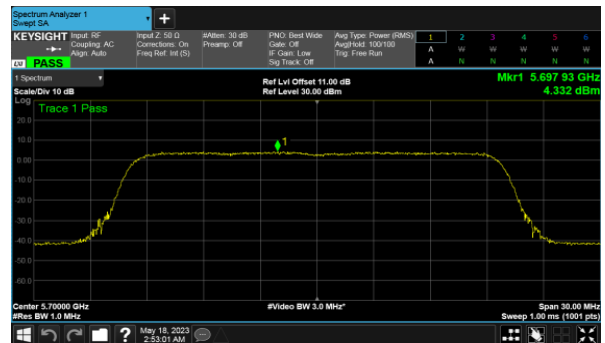 Spectrum Analyzer 1
Swept SA
KEYSIGHT
Input: RF
Coupling: AC
Align: Auto
Input Z: 50 Ω
Corrections: On
Freq Ref: Int (S)
#Atten: 30 dB
Preamp: Off
PNO: Best Wide
Gate: Off
IF Gain: Low
Sig Track: Off
Avg Type: Power (RMS)
Avg|Hold: 100/100
Trig: Free Run
1 2 3 4 5 6
A W W W W W
A N N N N N
LXI PASS
1 Spectrum
Scale/Div 10 dB
Ref Lvl Offset 11.00 dB
Ref Level 30.00 dBm
Mkr1 5.697 93 GHz
4.332 dBm
Log
Trace 1 Pass
20.0
10.0
1
0.00
-10.0
-20.0
-30.0
-40.0
-50.0
-60.0
Center 5.70000 GHz
#Video BW 3.0 MHz*
Span 30.00 MHz
#Res BW 1.0 MHz
Sweep 1.00 ms (1001 pts)
?
May 18, 2023
2:53:01 AM